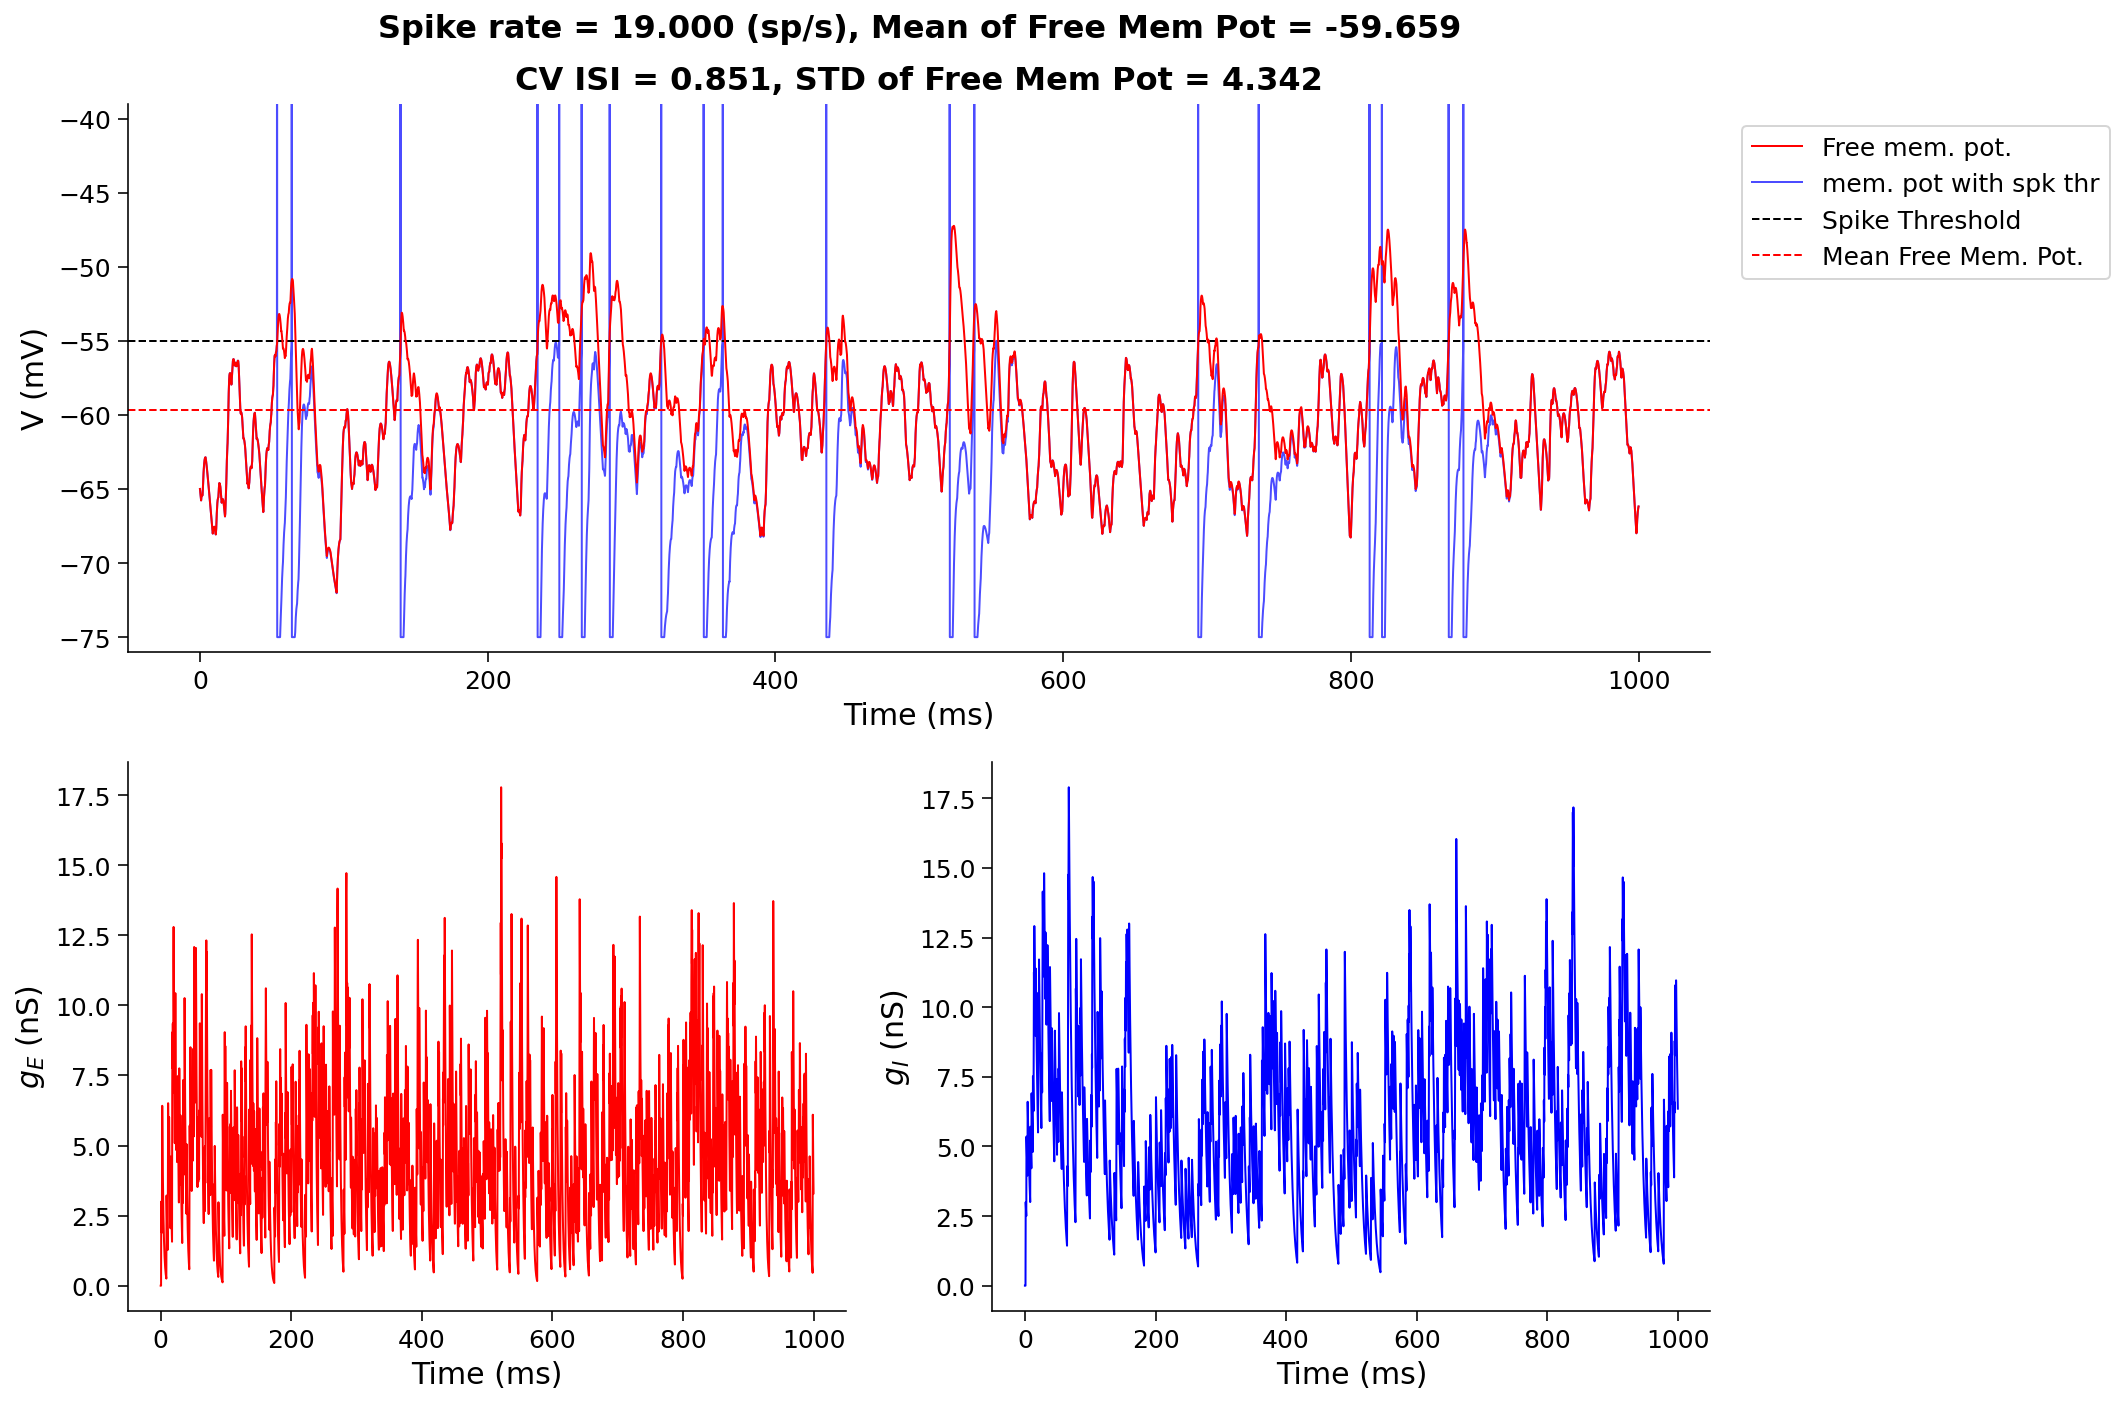 Spike rate = 19.000 (sp/s), Mean of Free Mem Pot = -59.659
CV ISI = 0.851, STD of Free Mem Pot = 4.342
−40
−45
−50
−55
−60
−65
−70
−75
V (mV)
0 200 400 600 800 1000
Time (ms)
Free mem. pot.
mem. pot with spk thr
Spike Threshold
Mean Free Mem. Pot.
17.5
15.0
12.5
10.0
7.5
5.0
2.5
0.0
g_E (nS)
0 200 400 600 800 1000
Time (ms)
17.5
15.0
12.5
10.0
7.5
5.0
2.5
0.0
g_I (nS)
0 200 400 600 800 1000
Time (ms)